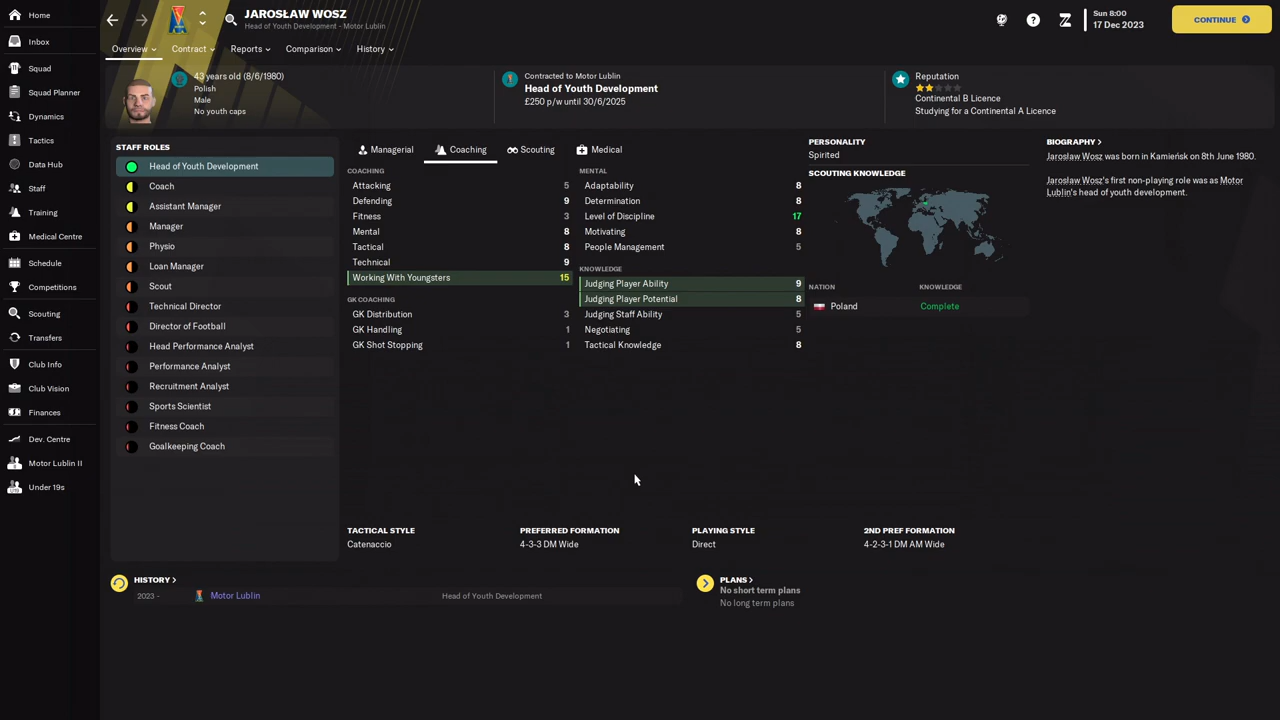 Home
Inbox
Squad
Squad Planner
Dynamics
Tactics
Data Hub
Staff
Training
Medical Centre
Schedule
Competitions
Scouting
Transfers
Club Info
Club Vision
Finances
Dev. Centre
Motor Lublin II
Under 19s
JAROSŁAW WOSZ
Head of Youth Development - Motor Lublin
Sun 8:00
17 Dec 2023
CONTINUE
Overview Contract Reports Comparison History
43 years old (8/6/1980)
Polish
Male
No youth caps
Contracted to Motor Lublin
Head of Youth Development
£250 p/w until 30/6/2025
Reputation
Continental B Licence
Studying for a Continental A Licence
STAFF ROLES
Head of Youth Development
Coach
Assistant Manager
Manager
Physio
Loan Manager
Scout
Technical Director
Director of Football
Head Performance Analyst
Performance Analyst
Recruitment Analyst
Sports Scientist
Fitness Coach
Goalkeeping Coach
Managerial Coaching Scouting Medical
COACHING
Attacking 5
Defending 9
Fitness 3
Mental 8
Tactical 8
Technical 9
Working With Youngsters 15
GK COACHING
GK Distribution 3
GK Handling 1
GK Shot Stopping 1
MENTAL
Adaptability 8
Determination 8
Level of Discipline 17
Motivating 8
People Management 5
KNOWLEDGE
Judging Player Ability 9
Judging Player Potential 8
Judging Staff Ability 5
Negotiating 5
Tactical Knowledge 8
PERSONALITY
Spirited
SCOUTING KNOWLEDGE
NATION KNOWLEDGE
Poland Complete
BIOGRAPHY >
Jarosław Wosz was born in Kamieńsk on 8th June 1980.
Jarosław Wosz's first non-playing role was as Motor
Lublin's head of youth development.
TACTICAL STYLE
Catenaccio
PREFERRED FORMATION
4-3-3 DM Wide
PLAYING STYLE
Direct
2ND PREF FORMATION
4-2-3-1 DM AM Wide
HISTORY >
2023 - Motor Lublin Head of Youth Development
PLANS >
No short term plans
No long term plans